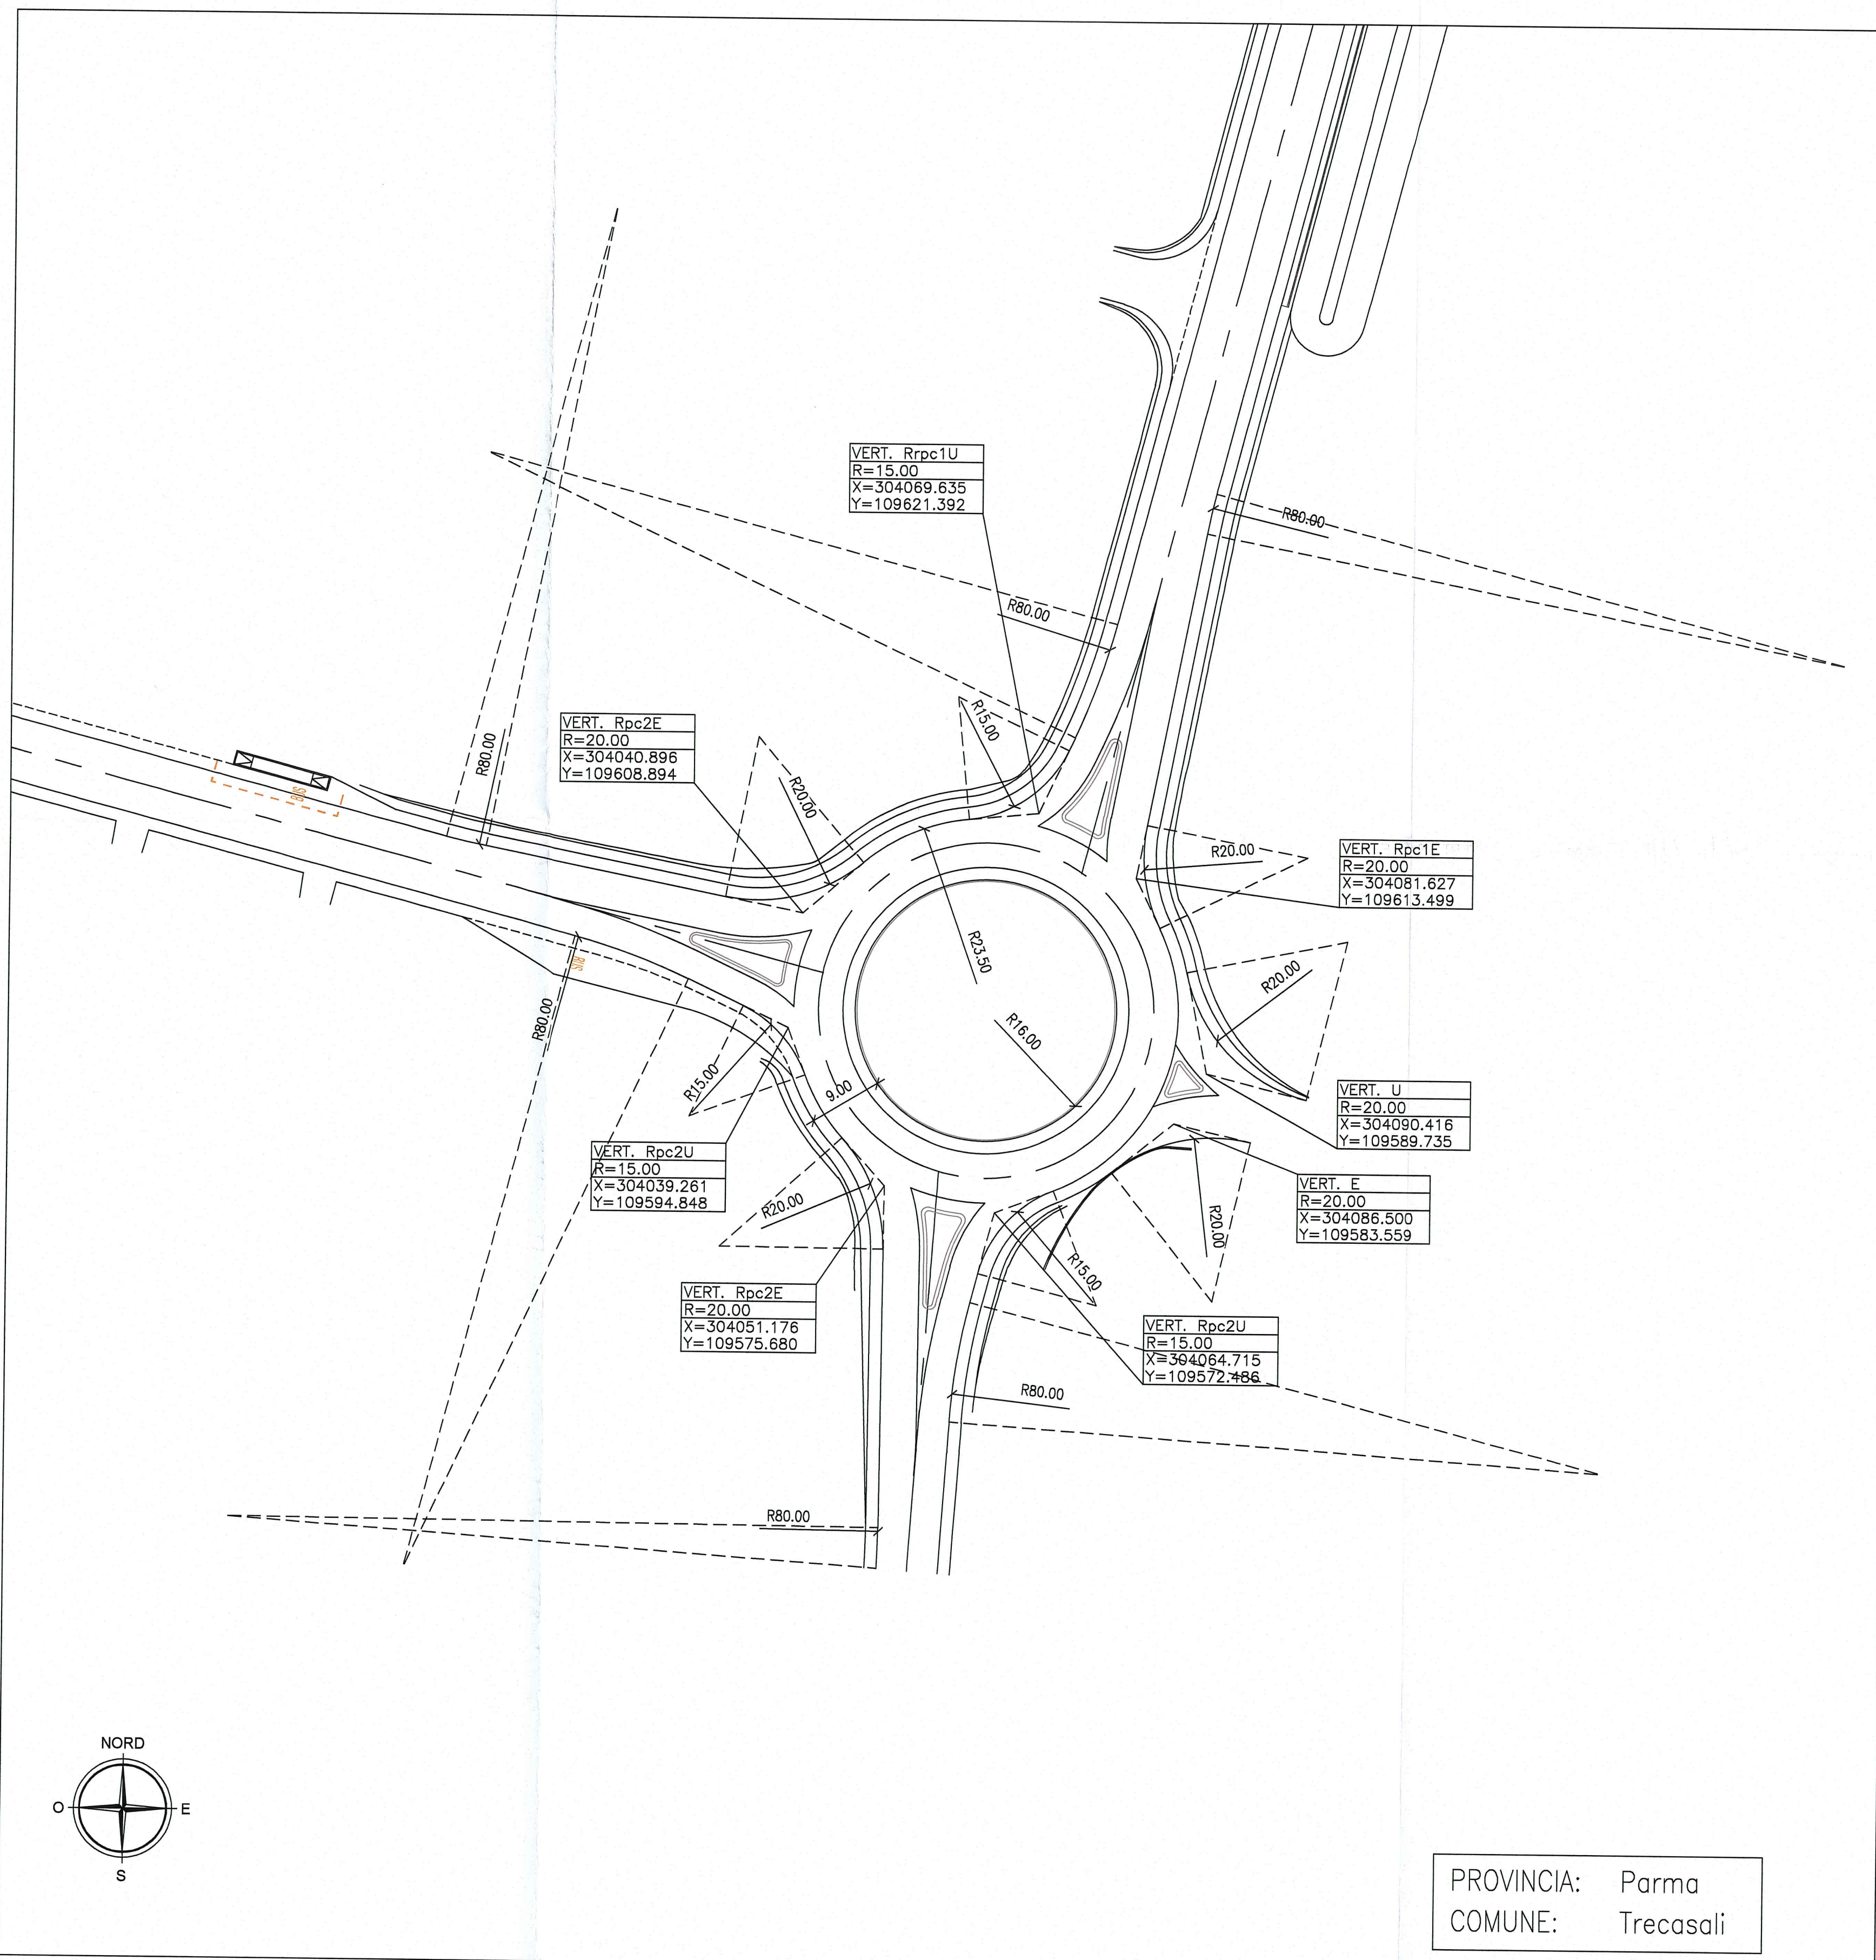 VERT. Rrpc1U
R=15.00
X=304069.635
Y=109621.392
R80.00
R80.00
R15.00
VERT. Rpc2E
R=20.00
X=304040.896
Y=109608.894
R80.00
R20.00
BUS
R20.00
VERT. Rpc1E
R=20.00
X=304081.627
Y=109613.499
R23.50
R20.00
BUS
R80.00
R16.00
R15.00
9.00
VERT. U
R=20.00
X=304090.416
Y=109589.735
VERT. Rpc2U
R=15.00
X=304039.261
Y=109594.848
R20.00
VERT. E
R=20.00
X=304086.500
Y=109583.559
R20.00
R15.00
VERT. Rpc2E
R=20.00
X=304051.176
Y=109575.680
VERT. Rpc2U
R=15.00
X=304064.715
Y=109572.486
R80.00
R80.00
NORD
O
E
S
PROVINCIA: Parma
COMUNE: Trecasali